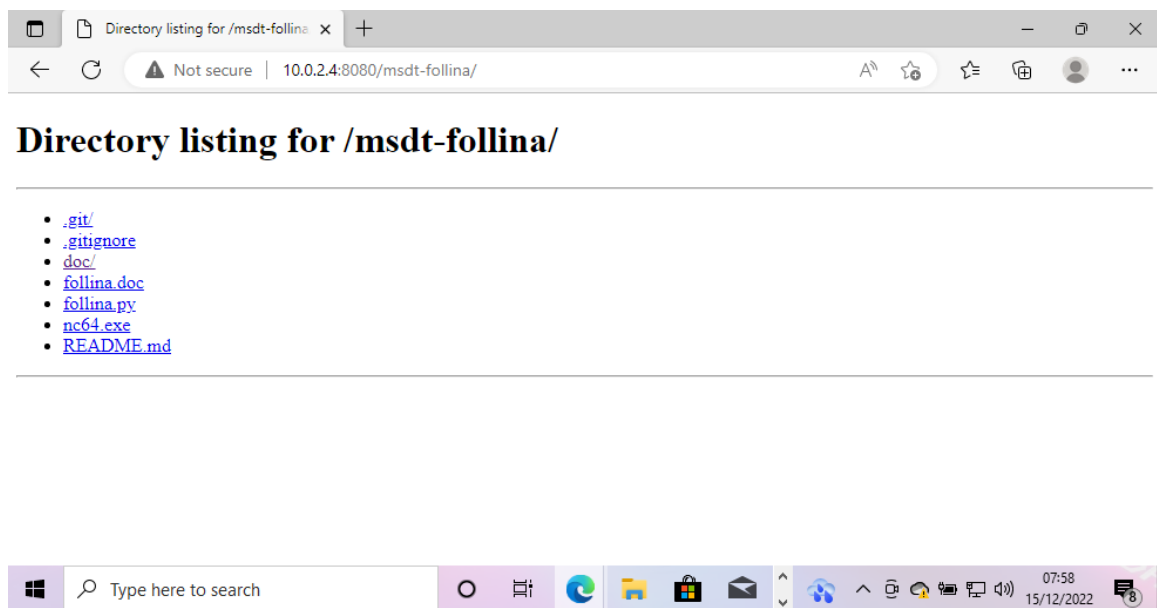 Directory listing for /msdt-follina
Not secure | 10.0.2.4:8080/msdt-follina/
Directory listing for /msdt-follina/
.git/
.gitignore
doc/
follina.doc
follina.py
nc64.exe
README.md
Type here to search
07:58
15/12/2022
8